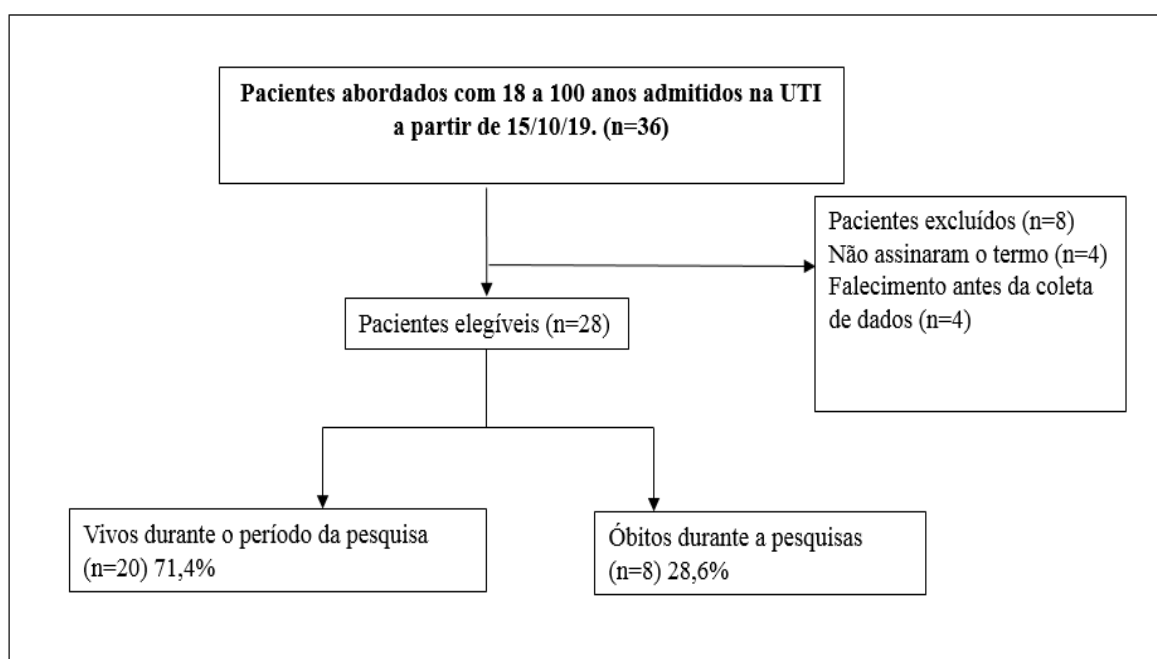 Pacientes abordados com 18 a 100 anos admitidos na UTI
a partir de 15/10/19. (n=36)
Pacientes excluídos (n=8)
Não assinaram o termo (n=4)
Falecimento antes da coleta
de dados (n=4)
Pacientes elegíveis (n=28)
Vivos durante o período da pesquisa
(n=20) 71,4%
Óbitos durante a pesquisas
(n=8) 28,6%